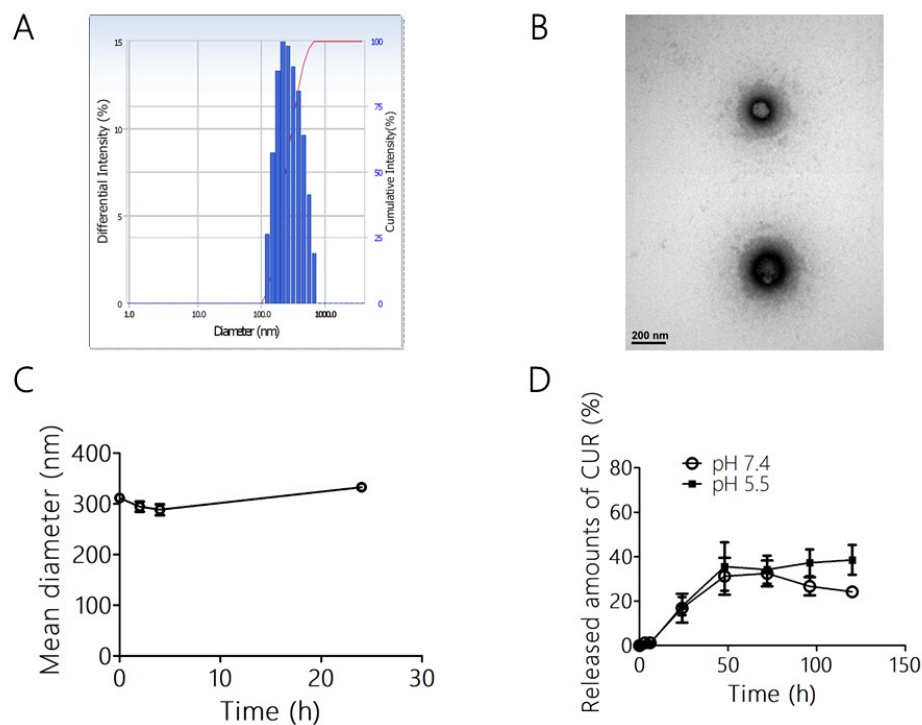 A
Differential Intensity (%)
15
10
5
0
100
75
50
25
0
Cumulative Intensity(%)
1.0
10.0
100.0
1000.0
Diameter (nm)
B
200 nm
C
Mean diameter (nm)
400
300
200
100
0
0
10
20
30
Time (h)
D
Released amounts of CUR (%)
80
60
40
20
0
pH 7.4
pH 5.5
0
50
100
150
Time (h)